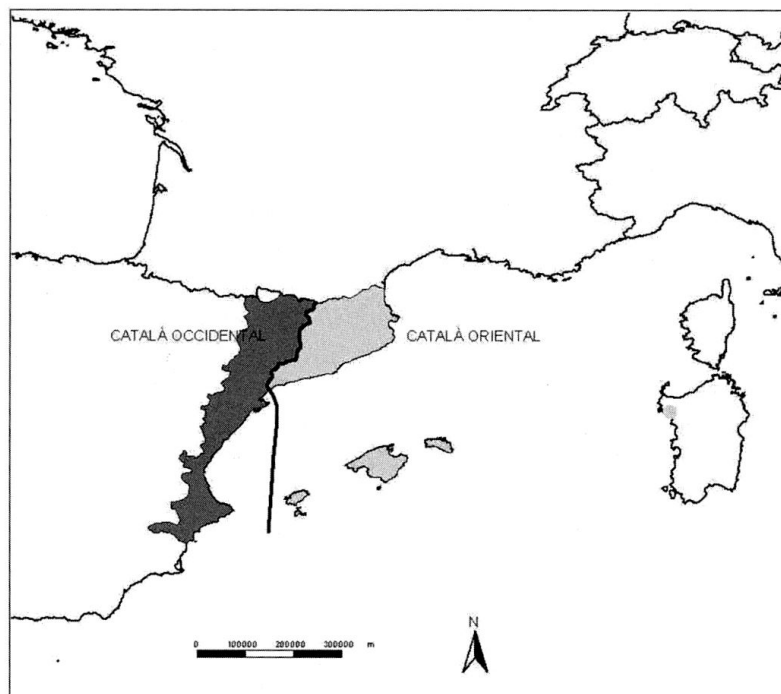 CATALÀ OCCIDENTAL
CATALÀ ORIENTAL
N
0 100000 200000 300000 m